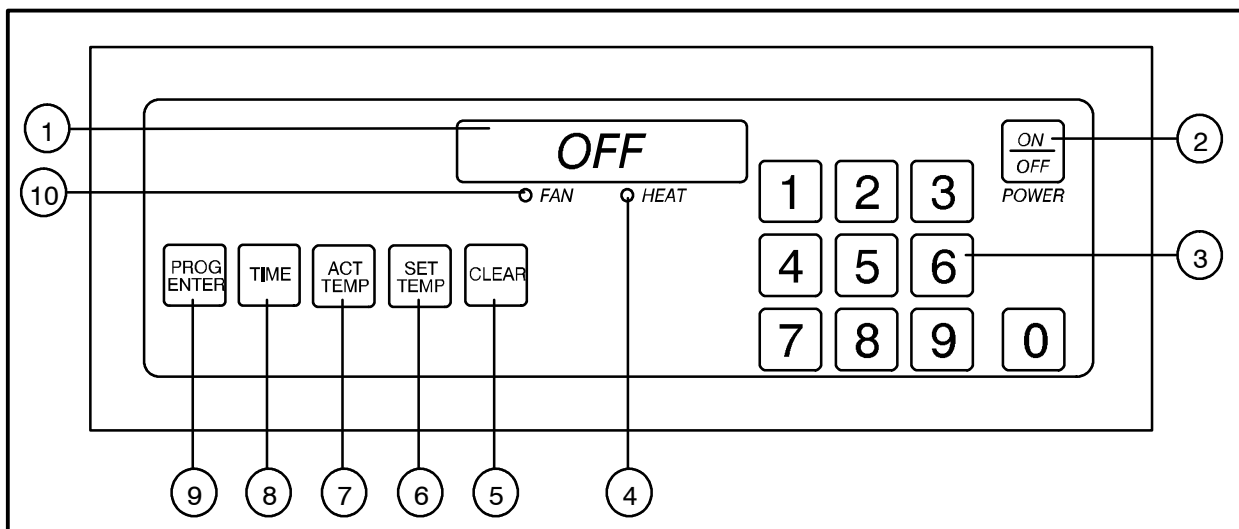 1
OFF
ON
OFF
2
10
FAN
HEAT
POWER
1 2 3
PROG
ENTER
TIME
ACT
TEMP
SET
TEMP
CLEAR
4 5 6
3
7 8 9 0
9
8
7
6
5
4